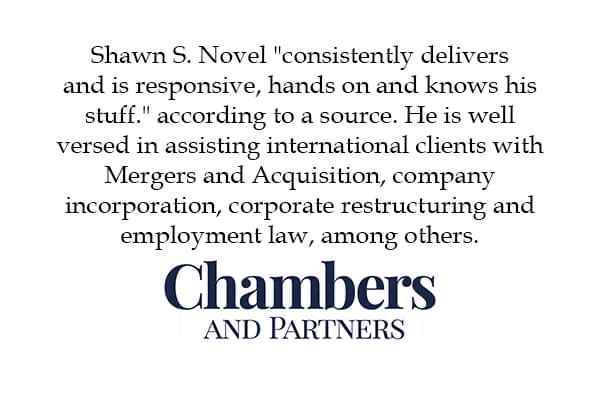 Shawn S. Novel "consistently delivers
and is responsive, hands on and knows his
stuff." according to a source. He is well
versed in assisting international clients with
Mergers and Acquisition, company
incorporation, corporate restructuring and
employment law, among others.
Chambers
AND PARTNERS